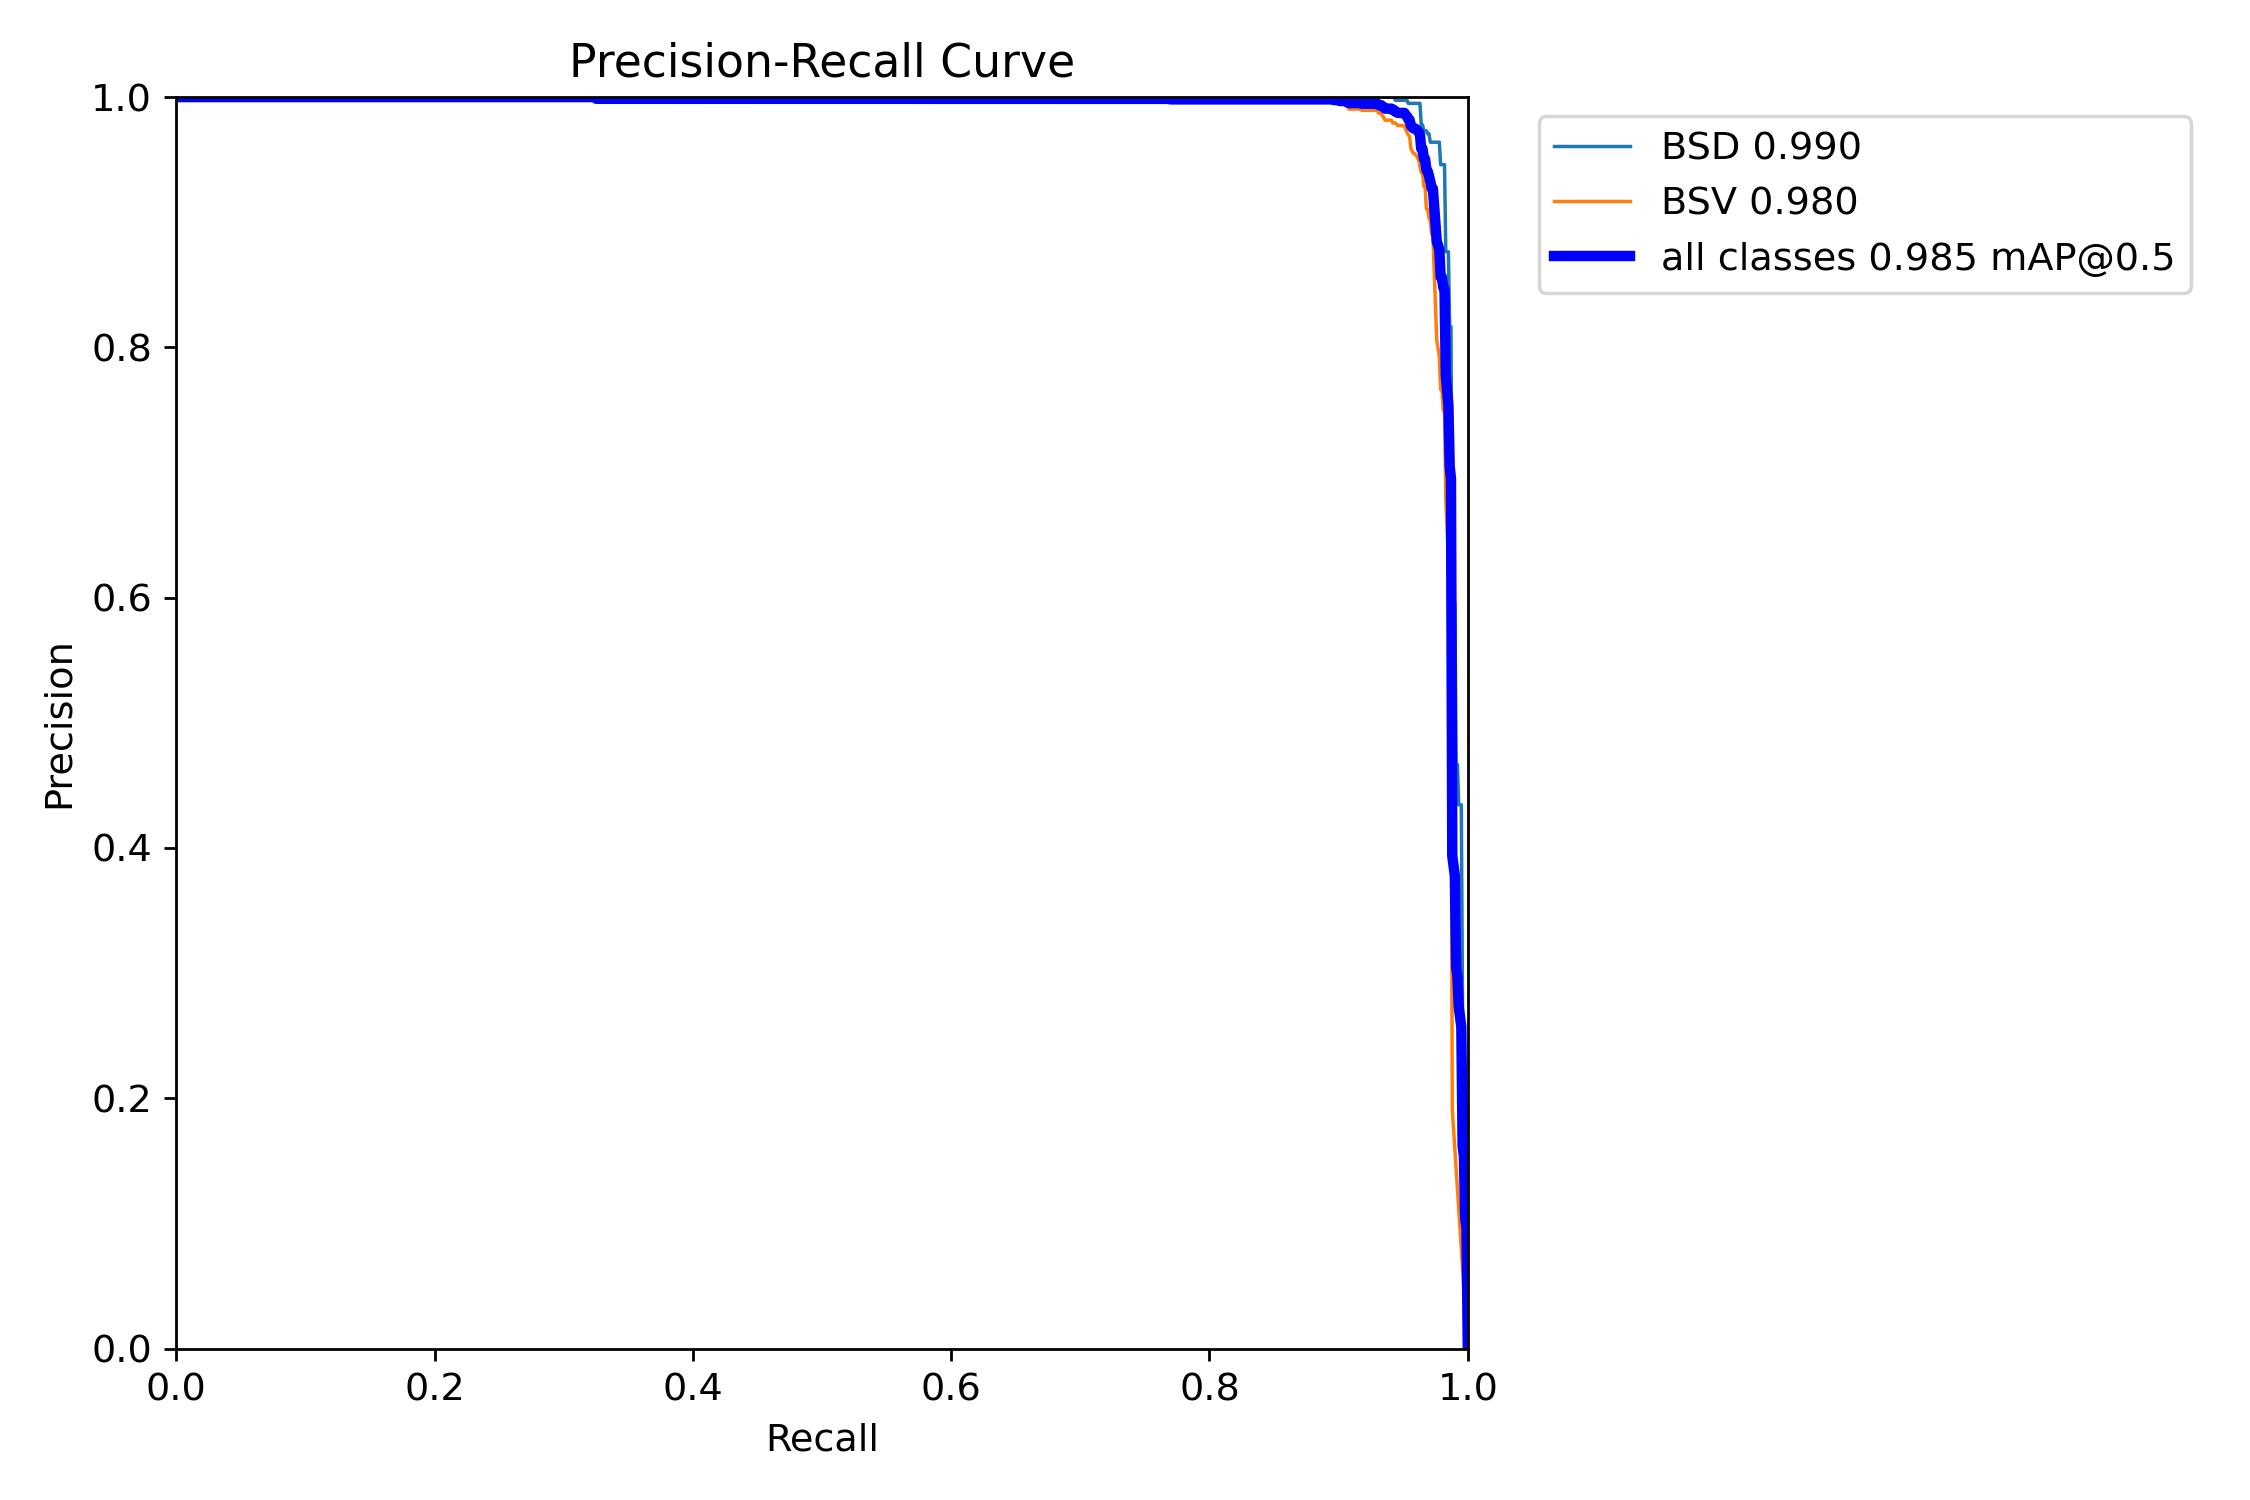 Precision-Recall Curve
1.0
0.8
0.6
0.4
0.2
0.0
Precision
0.0 0.2 0.4 0.6 0.8 1.0
Recall
BSD 0.990
BSV 0.980
all classes 0.985 mAP@0.5